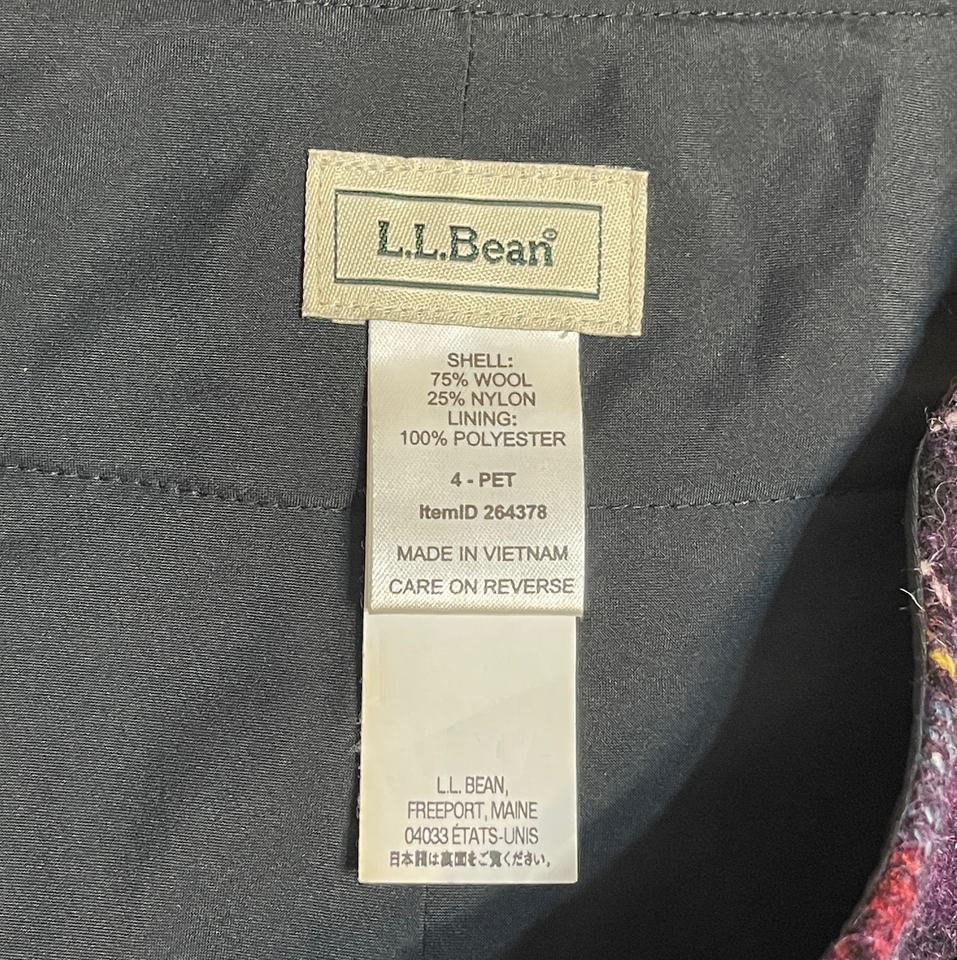 L.L.Bean®
SHELL:
75% WOOL
25% NYLON
LINING:
100% POLYESTER
4 - PET
ItemID 264378
MADE IN VIETNAM
CARE ON REVERSE
L.L. BEAN,
FREEPORT, MAINE
04033 ÉTATS-UNIS
日本語は裏面をご覧ください。